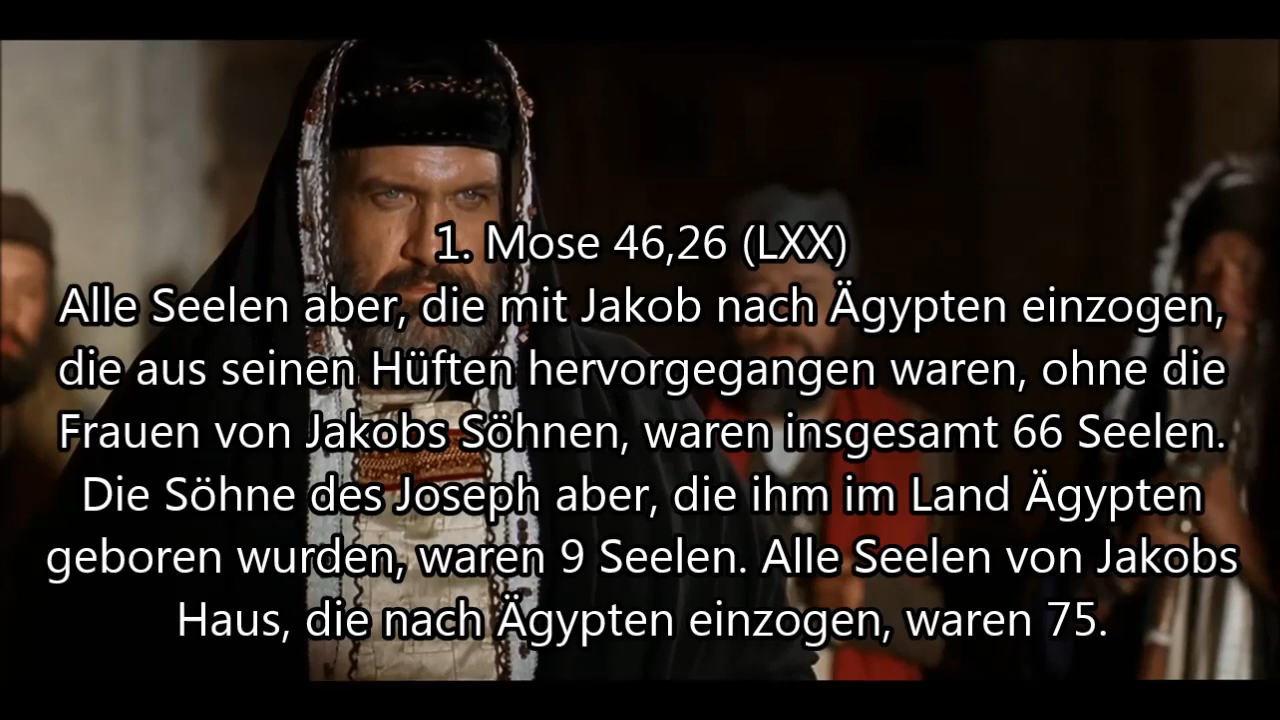 1. Mose 46,26 (LXX)
Alle Seelen aber, die mit Jakob nach Ägypten einzogen,
die aus seinen Hüften hervorgegangen waren, ohne die
Frauen von Jakobs Söhnen, waren insgesamt 66 Seelen.
Die Söhne des Joseph aber, die ihm im Land Ägypten
geboren wurden, waren 9 Seelen. Alle Seelen von Jakobs
Haus, die nach Ägypten einzogen, waren 75.